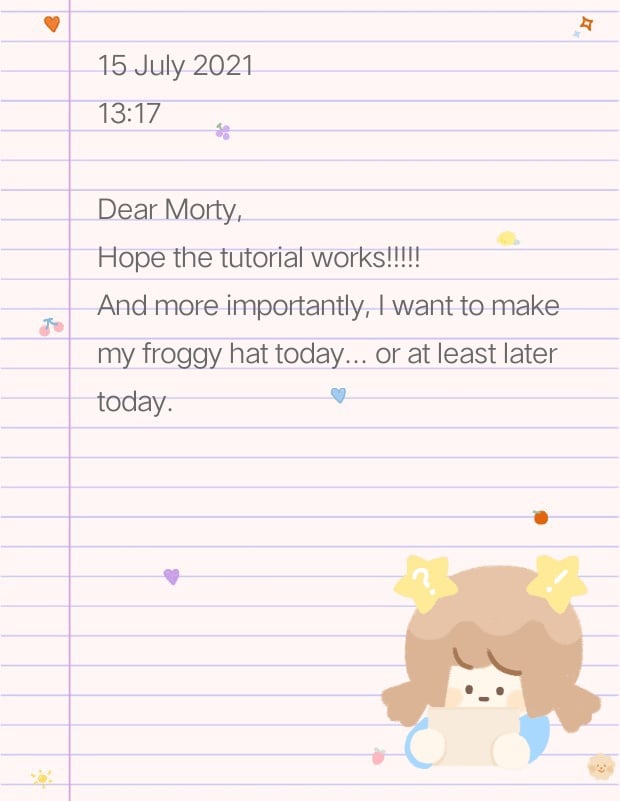 15 July 2021
13:17
Dear Morty,
Hope the tutorial works!!!!!
And more importantly, I want to make
my froggy hat today... or at least later
today.
?
!